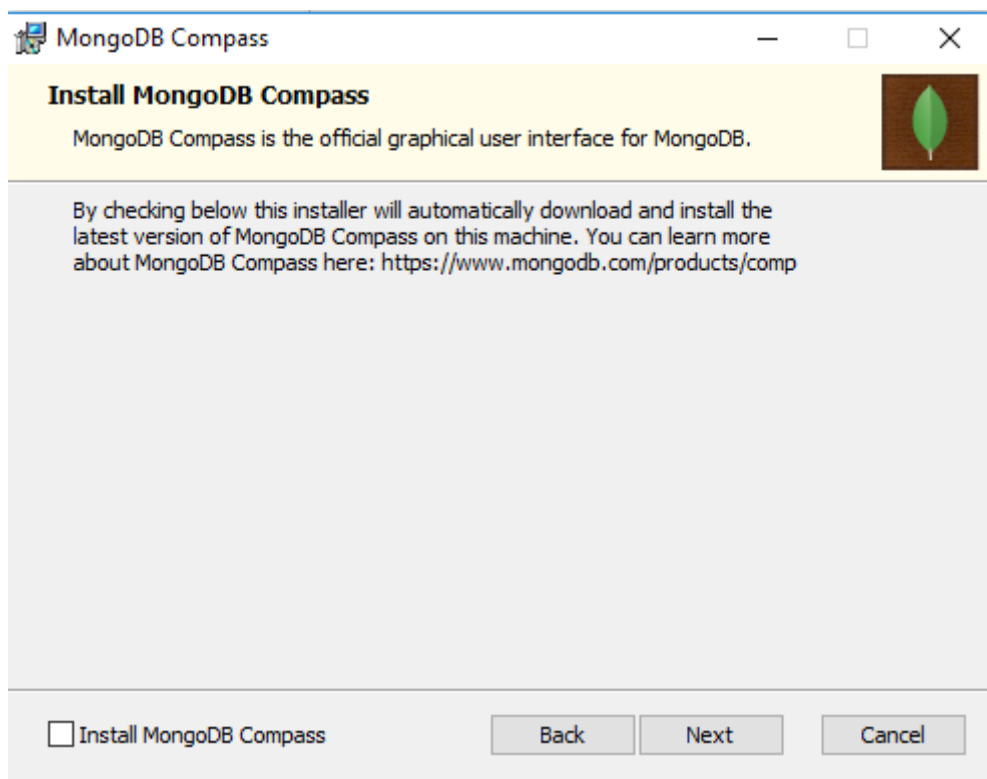 MongoDB Compass
Install MongoDB Compass
MongoDB Compass is the official graphical user interface for MongoDB.
By checking below this installer will automatically download and install the
latest version of MongoDB Compass on this machine. You can learn more
about MongoDB Compass here: https://www.mongodb.com/products/comp
Install MongoDB Compass Back Next Cancel